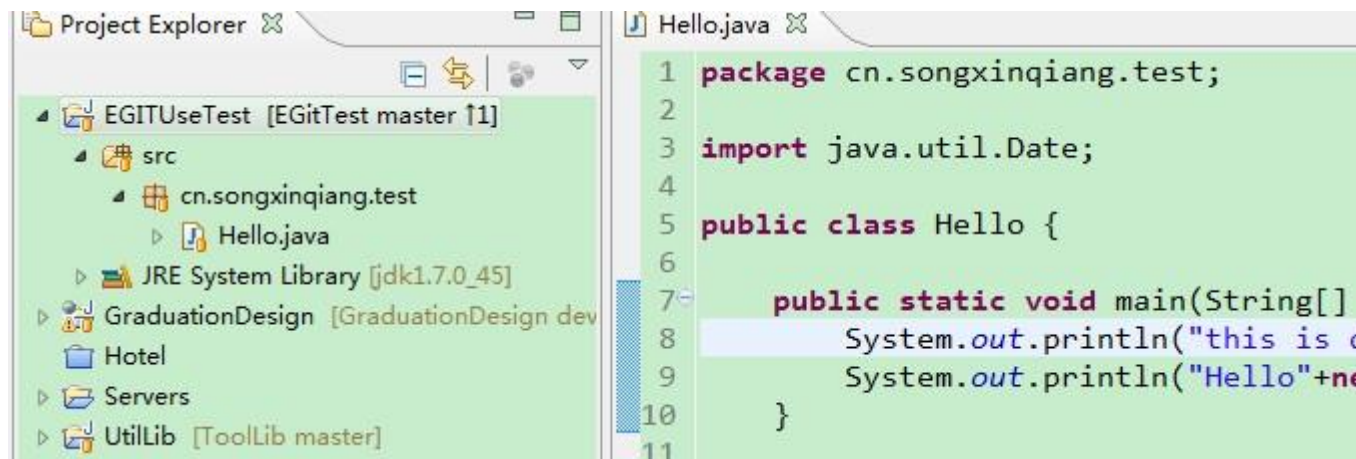 Project Explorer
EGITUseTest [EGitTest master ↑1]
src
cn.songxinqiang.test
Hello.java
JRE System Library [jdk1.7.0_45]
GraduationDesign [GraduationDesign dev
Hotel
Servers
UtilLib [ToolLib master]
Hello.java
1 package cn.songxinqiang.test;
2
3 import java.util.Date;
4
5 public class Hello {
6
7 public static void main(String[]
8 System.out.println("this is
9 System.out.println("Hello"+ne
10 }
11